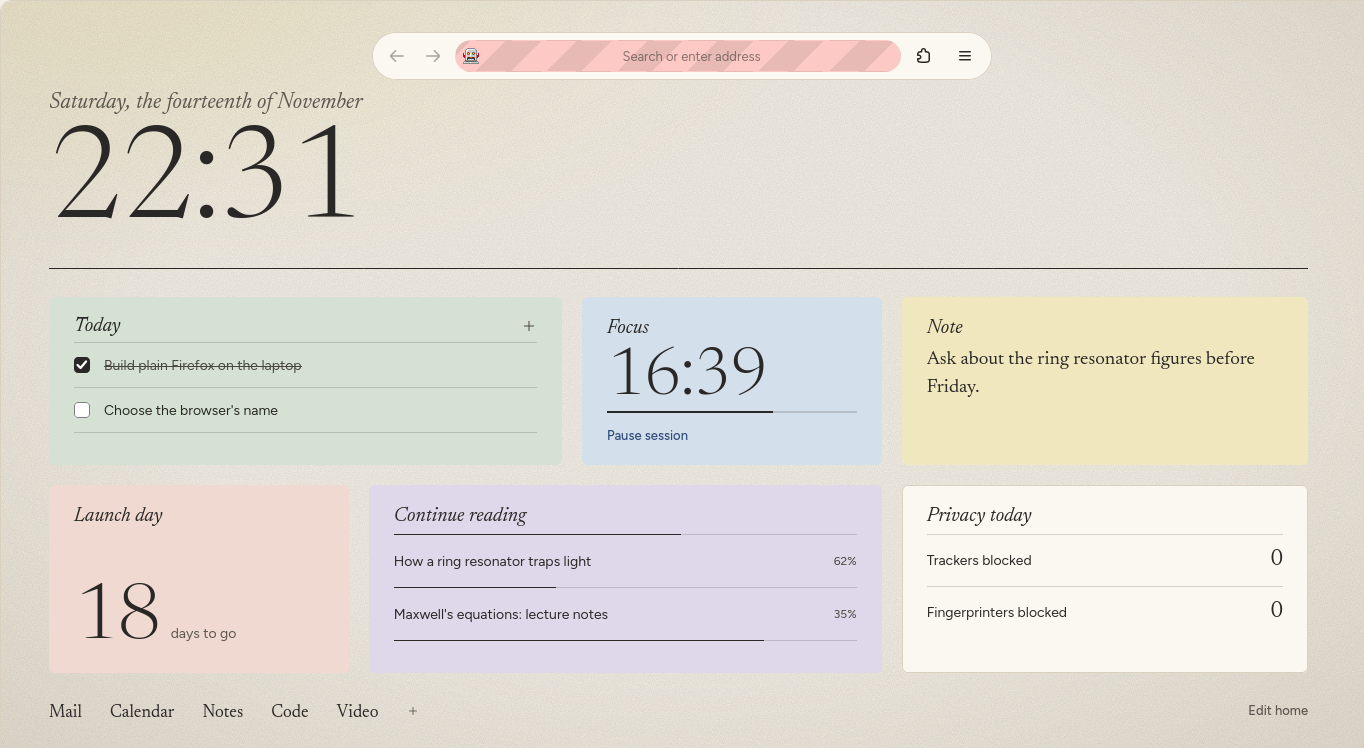 Search or enter address
Saturday, the fourteenth of November
22:31
Today
+
Build plain Firefox on the laptop
Choose the browser's name
Focus
16:39
Pause session
Note
Ask about the ring resonator figures before
Friday.
Launch day
18 days to go
Continue reading
How a ring resonator traps light 62%
Maxwell's equations: lecture notes 35%
Privacy today
Trackers blocked 0
Fingerprinters blocked 0
Mail Calendar Notes Code Video +
Edit home